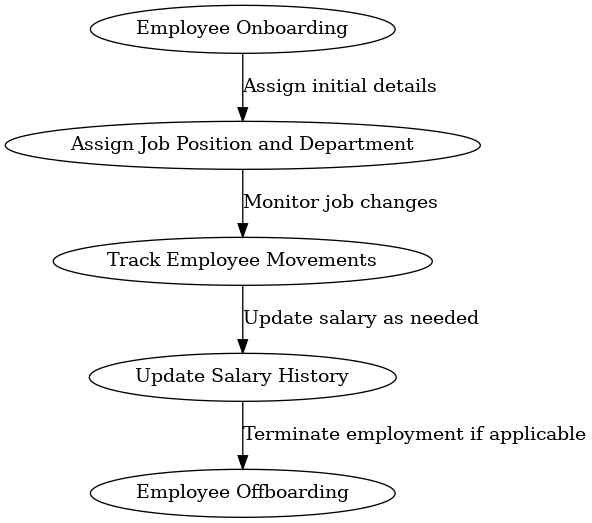 Employee Onboarding
Assign initial details
Assign Job Position and Department
Monitor job changes
Track Employee Movements
Update salary as needed
Update Salary History
Terminate employment if applicable
Employee Offboarding